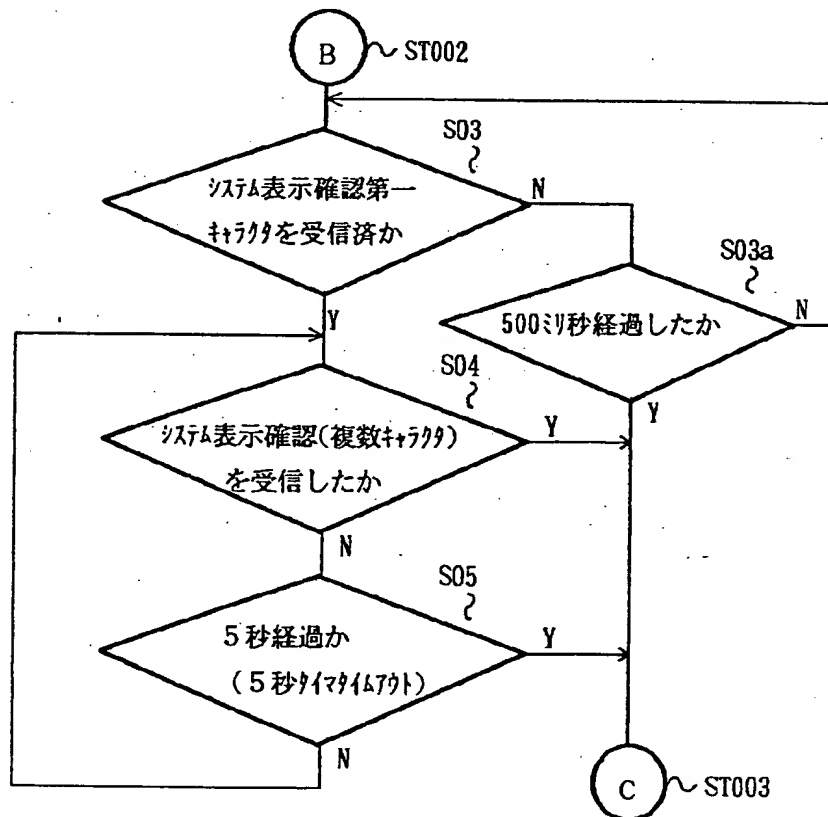 B
ST002
S03
ｼｽﾃﾑ表示確認第一
ｷｬﾗｸﾀを受信済か
N
Y
S03a
500ﾐﾘ秒経過したか
N
Y
S04
ｼｽﾃﾑ表示確認(複数ｷｬﾗｸﾀ)
を受信したか
Y
N
S05
5秒経過か
(5秒ﾀｲﾏﾀｲﾑｱｳﾄ)
Y
N
C
ST003